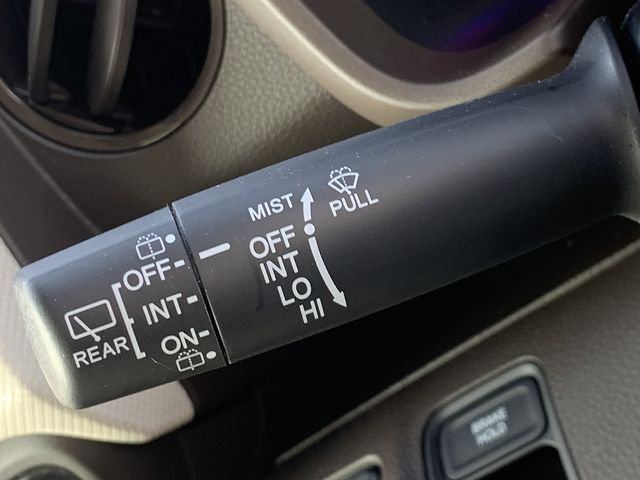 MIST
PULL
OFF
INT
LO
HI
OFF
INT
ON
REAR
BRAKE
HOLD